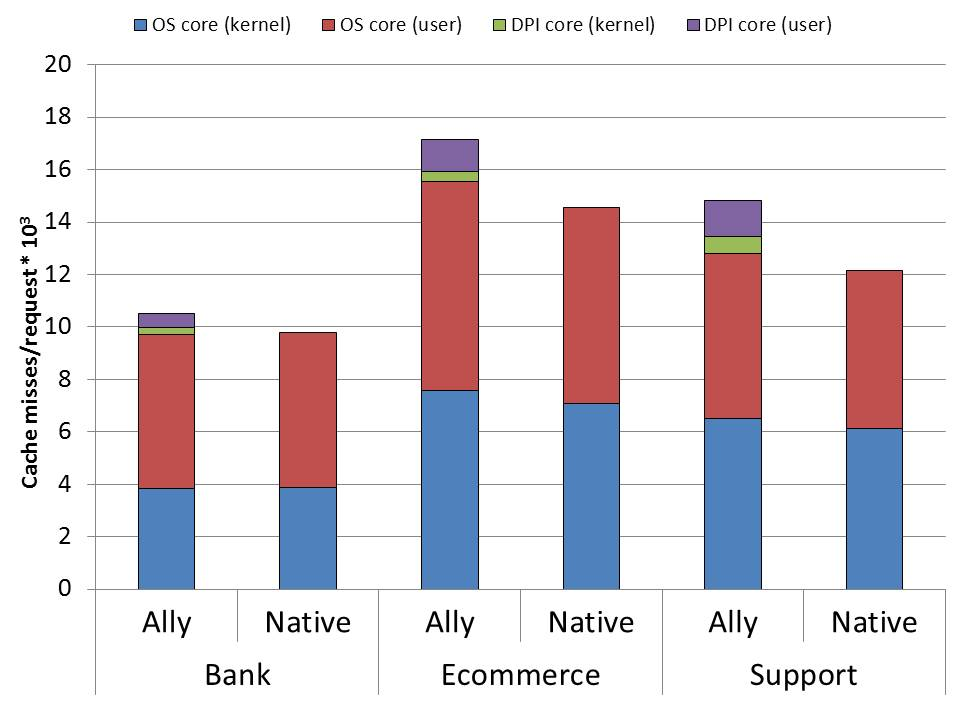 OS core (kernel) OS core (user) DPI core (kernel) DPI core (user)
20
18
16
14
12
10
8
6
4
2
0
Cache misses/request * 10³
Ally Native Ally Native Ally Native
Bank Ecommerce Support